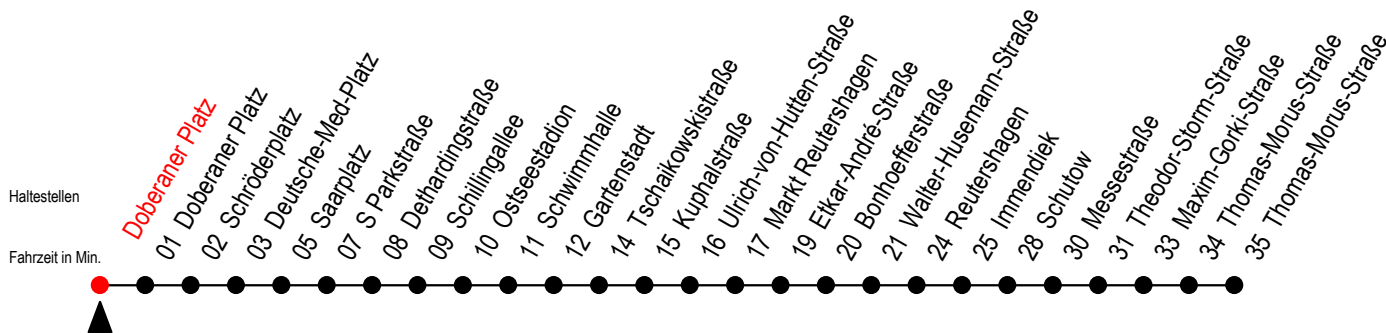 Haltestellen
Fahrzeit in Min.
Doberaner Platz
01 Doberaner Platz
02 Schröderplatz
03 Deutsche-Med-Platz
05 Saarplatz
07 S Parkstraße
08 Dethardingstraße
09 Schillingallee
10 Ostseestadion
11 Schwimmhalle
12 Gartenstadt
14 Tschaikowskistraße
15 Kuphalstraße
16 Ulrich-von-Hutten-Straße
17 Markt Reutershagen
19 Etkar-André-Straße
20 Bonhoefferstraße
21 Walter-Husemann-Straße
24 Reutershagen
25 Immendiek
28 Schutow
30 Messestraße
31 Theodor-Storm-Straße
33 Maxim-Gorki-Straße
34 Thomas-Morus-Straße
35 Thomas-Morus-Straße